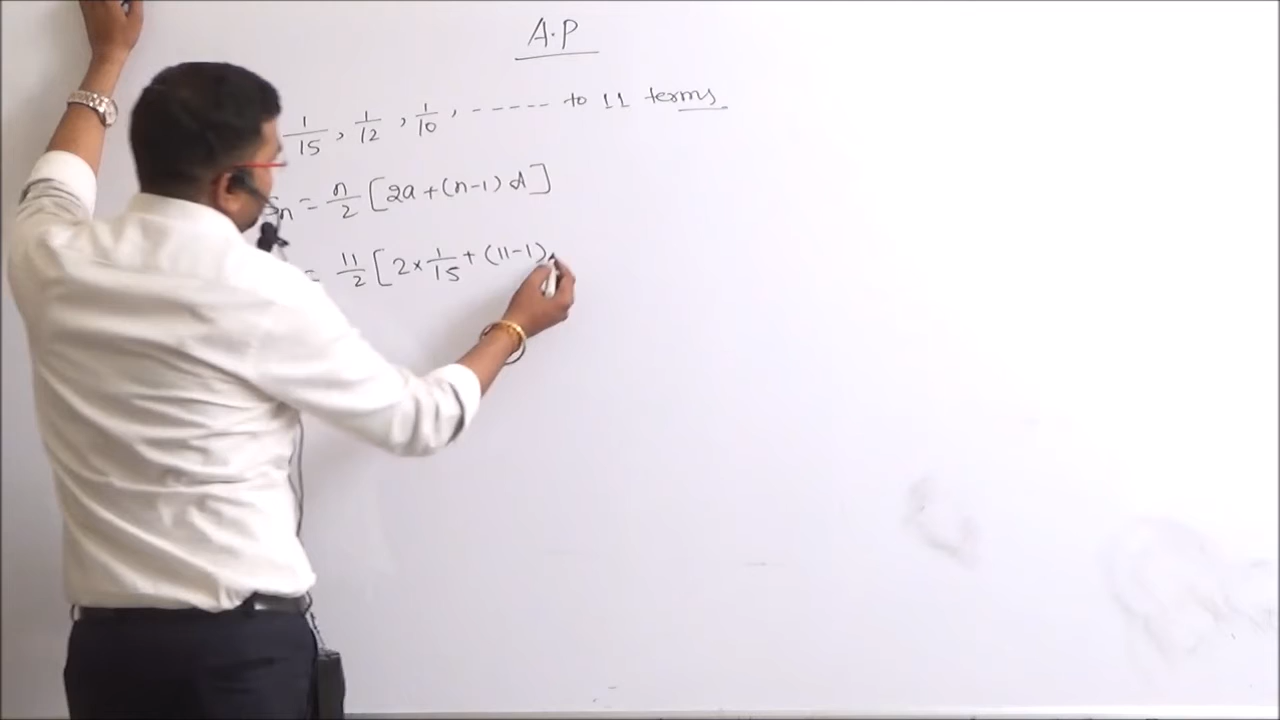 A.P
1/15, 1/12, 1/10, ----- to 11 terms
Sn = n/2 [2a + (n-1) d]
= 11/2 [2 × 1/15 + (11-1)